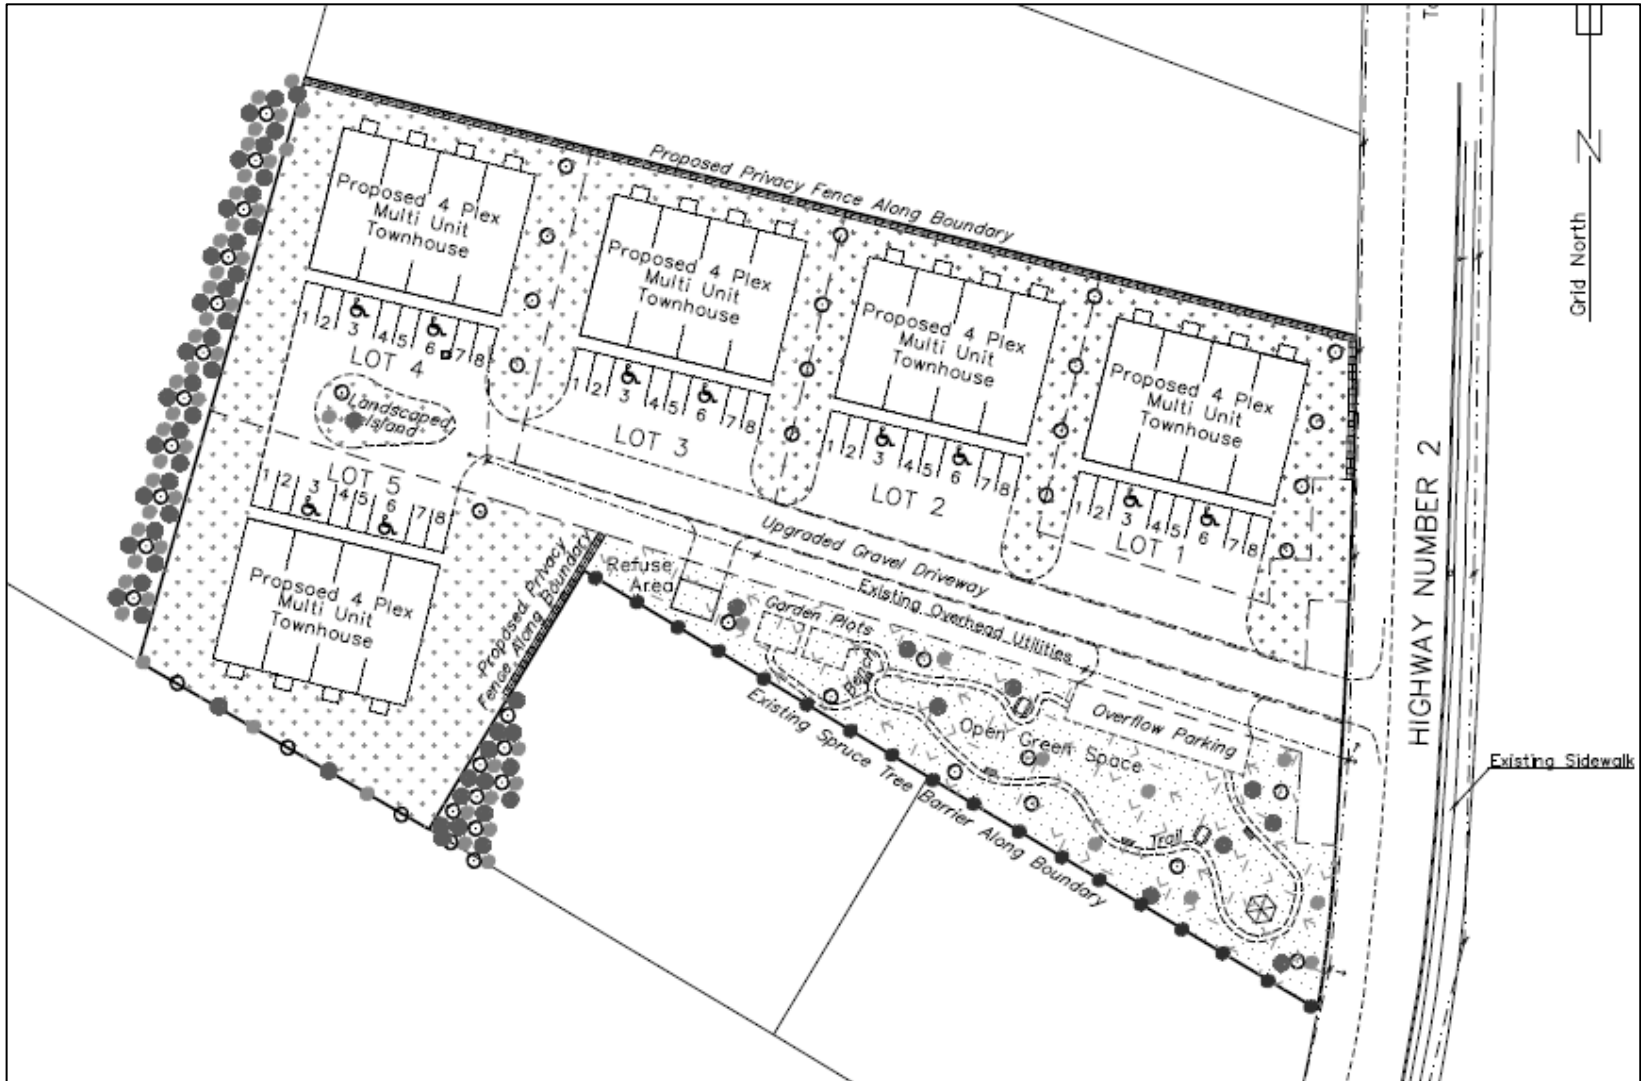 To
Proposed Privacy Fence Along Boundary
Grid North
N
Proposed 4 Plex
Multi Unit
Townhouse
1 2 3 4 5 6 7 8
LOT 4
Landscaped
Island
Proposed 4 Plex
Multi Unit
Townhouse
1 2 3 4 5 6 7 8
LOT 3
Proposed 4 Plex
Multi Unit
Townhouse
1 2 3 4 5 6 7 8
LOT 2
Proposed 4 Plex
Multi Unit
Townhouse
1 2 3 4 5 6 7 8
LOT 1
LOT 5
1 2 3 4 5 6 7 8
Propsoed 4 Plex
Multi Unit
Townhouse
Proposed Privacy
Fence Along Boundary
Refuse
Area
Upgraded Gravel Driveway
Existing Overhead Utilities
Garden Plots
Bench
Overflow Parking
Open Green Space
Trail
Existing Spruce Tree Barrier Along Boundary
HIGHWAY NUMBER 2
Existing Sidewalk